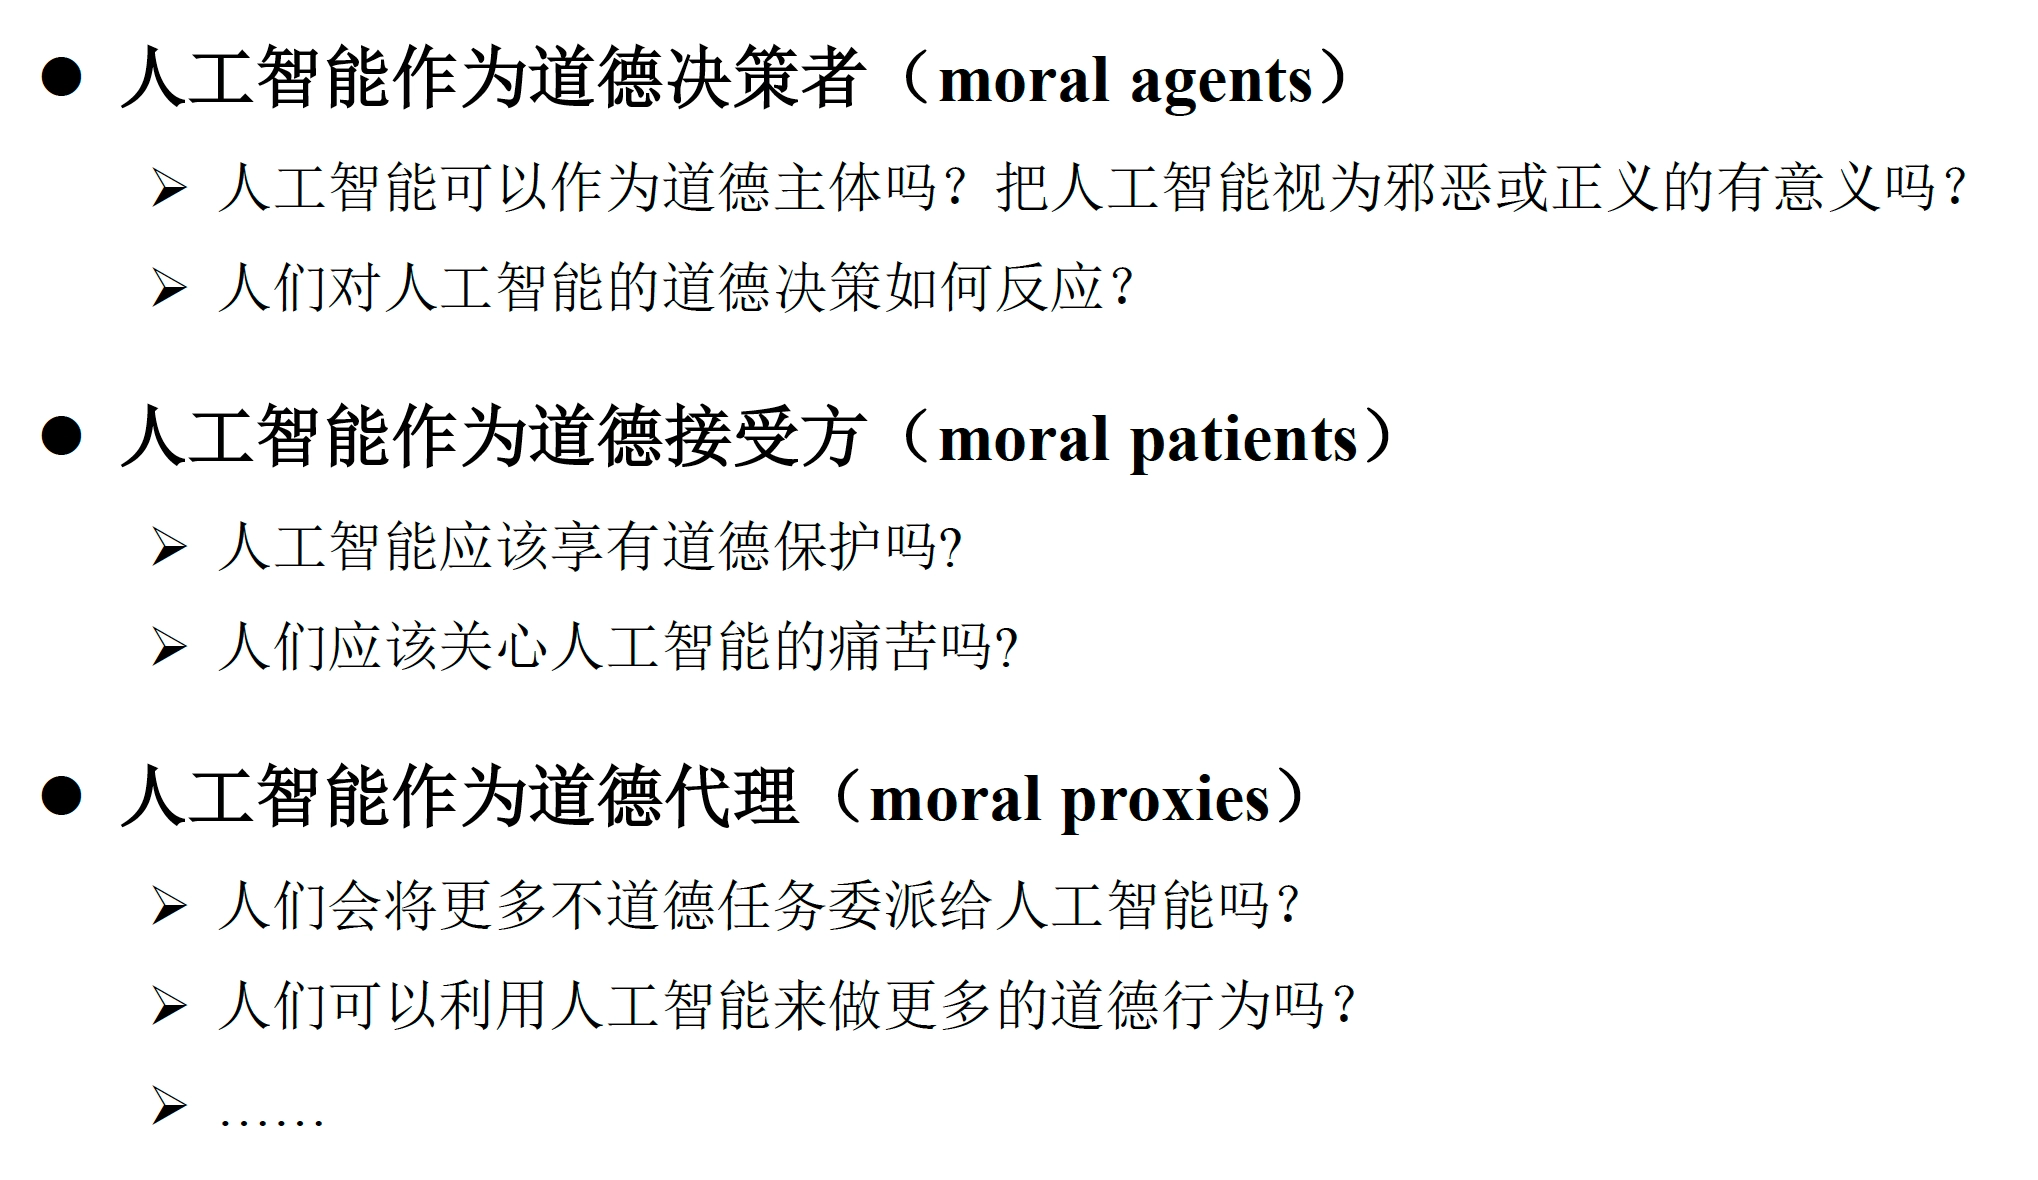 ● 人工智能作为道德决策者（moral agents）
➢ 人工智能可以作为道德主体吗？把人工智能视为邪恶或正义的有意义吗？
➢ 人们对人工智能的道德决策如何反应？
● 人工智能作为道德接受方（moral patients）
➢ 人工智能应该享有道德保护吗?
➢ 人们应该关心人工智能的痛苦吗?
● 人工智能作为道德代理（moral proxies）
➢ 人们会将更多不道德任务委派给人工智能吗？
➢ 人们可以利用人工智能来做更多的道德行为吗？
➢ ……